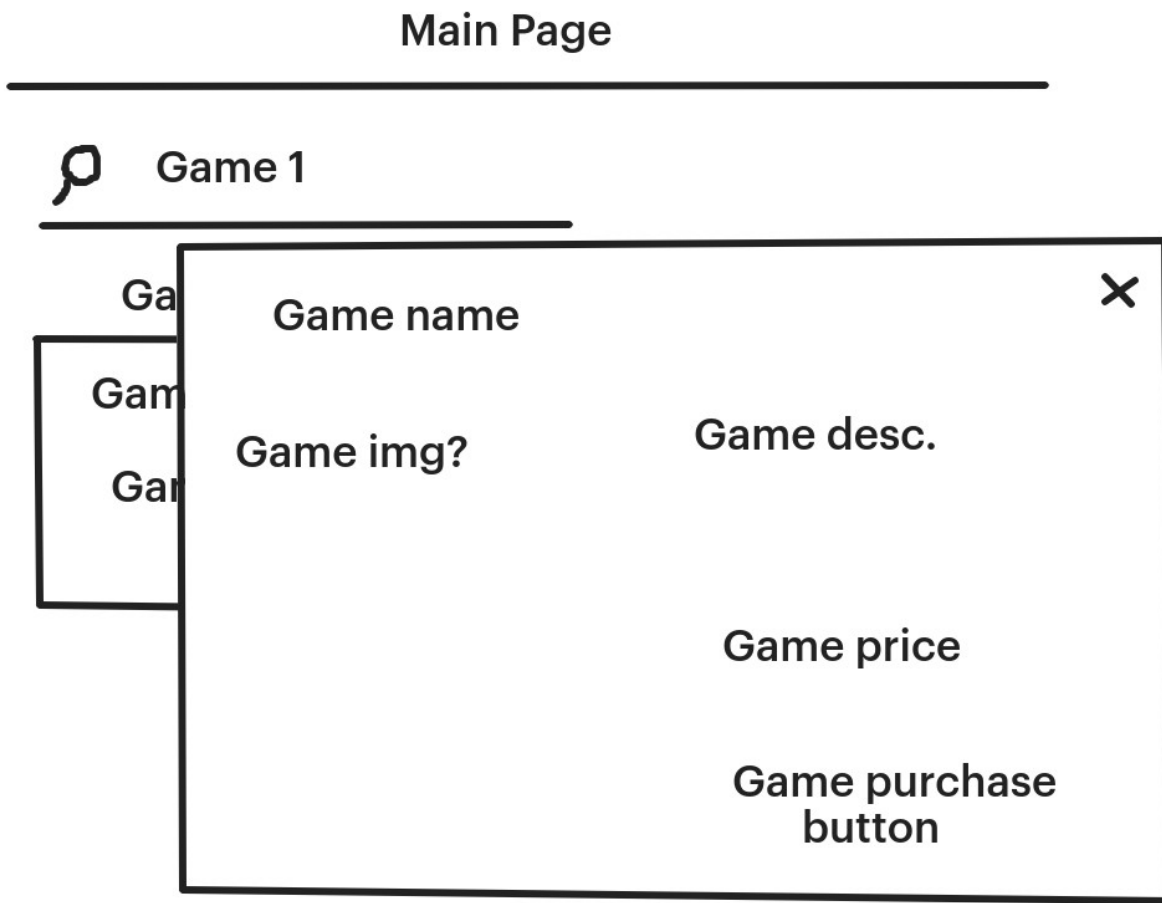 Main Page
Game 1
Ga
Game name
Gam
Game desc.
Game img?
Gar
Game price
Game purchase
button